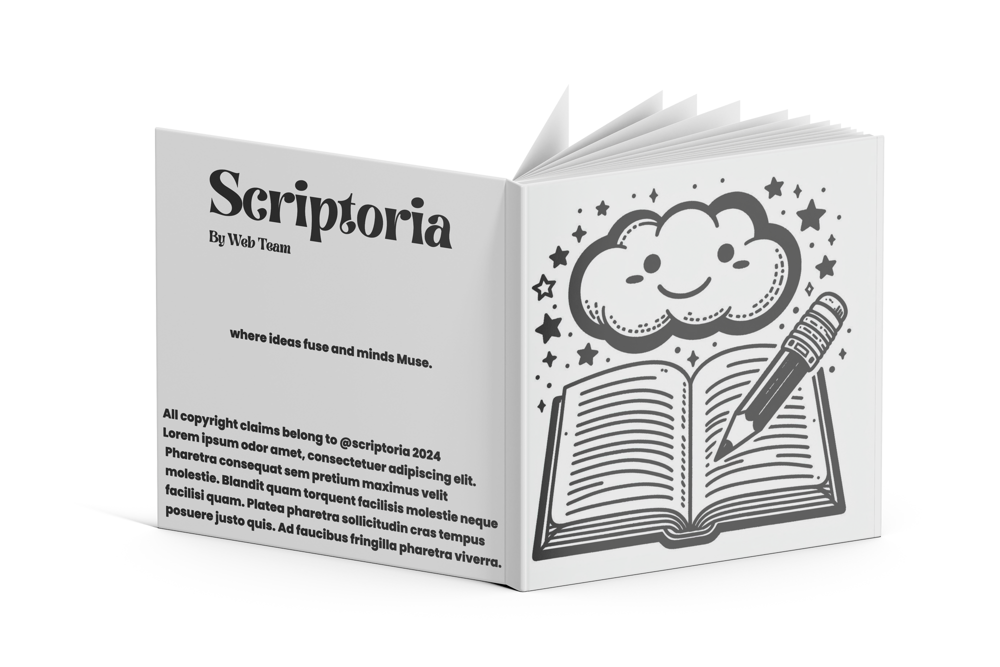 Scriptoria
By Web Team
where ideas fuse and minds Muse.
All copyright claims belong to @scriptoria 2024
Lorem ipsum odor amet, consectetuer adipiscing elit.
Pharetra consequat sem pretium maximus velit
molestie. Blandit quam torquent facilisis molestie neque
facilisi quam. Platea pharetra sollicitudin cras tempus
posuere justo quis. Ad faucibus fringilla pharetra viverra.